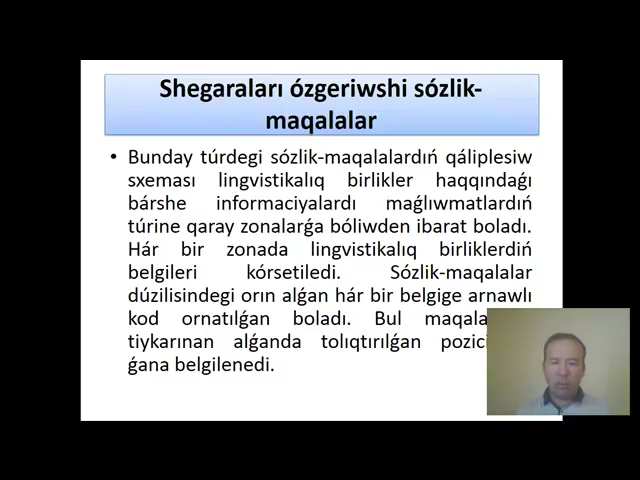 Shegaraları ózgeriwshi sózlik-
maqalalar
• Bunday túrdegi sózlik-maqalalardıń qáliplesiw
sxeması lingvistikalıq birlikler haqqındaǵı
bárshe informaciyalardı maǵlıwmatlardıń
túrine qaray zonalarǵa bóliwden ibarat boladı.
Hár bir zonada lingvistikalıq birliklerdiń
belgileri kórsetiledi. Sózlik-maqalalar
dúzilisindegi orın alǵan hár bir belgige arnawlı
kod ornatılǵan boladı. Bul
tiykarınan alǵanda tolıqtırılǵan
ǵana belgilenedi.